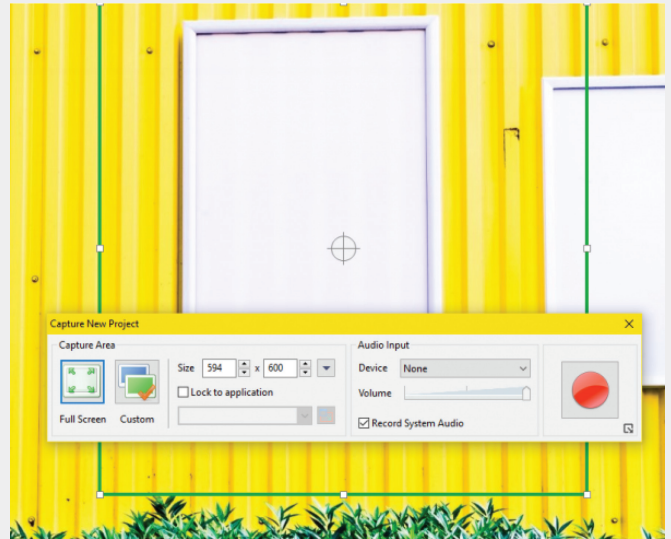 Capture New Project
Capture Area
Full Screen
Custom
Size 594 x 600
Lock to application
Audio Input
Device None
Volume
Record System Audio